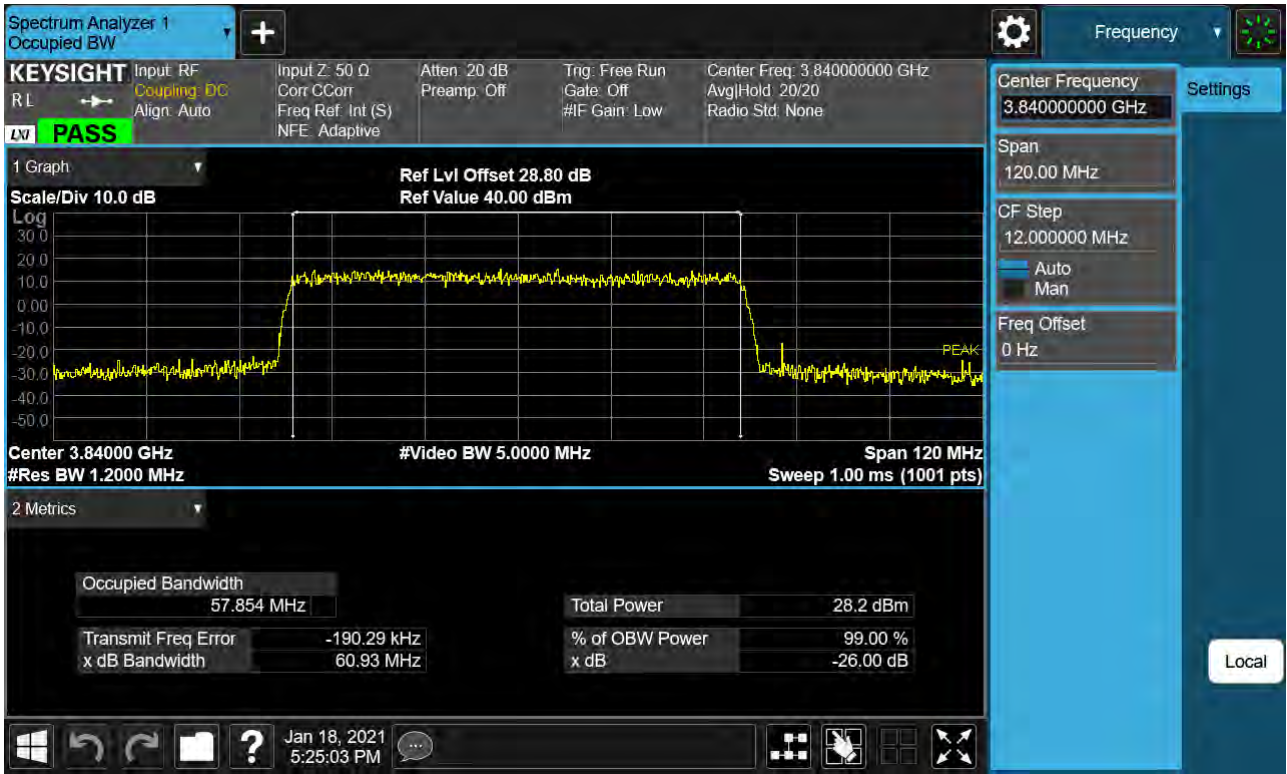 Spectrum Analyzer 1
Occupied BW
+
Frequency
KEYSIGHT
RL
LXI PASS
Input: RF
Coupling: DC
Align: Auto
Input Z: 50 Ω
Corr CCorr
Freq Ref: Int (S)
NFE: Adaptive
Atten: 20 dB
Preamp: Off
Trig: Free Run
Gate: Off
#IF Gain: Low
Center Freq: 3.840000000 GHz
Avg|Hold: 20/20
Radio Std: None
Center Frequency
3.840000000 GHz
Settings
Span
120.00 MHz
CF Step
12.000000 MHz
Auto
Man
Freq Offset
0 Hz
1 Graph
Scale/Div 10.0 dB
Ref Lvl Offset 28.80 dB
Ref Value 40.00 dBm
Log
30.0
20.0
10.0
0.00
-10.0
-20.0
-30.0
-40.0
-50.0
PEAK
Center 3.84000 GHz
#Video BW 5.0000 MHz
Span 120 MHz
#Res BW 1.2000 MHz
Sweep 1.00 ms (1001 pts)
2 Metrics
Occupied Bandwidth
57.854 MHz
Total Power 28.2 dBm
Transmit Freq Error -190.29 kHz
% of OBW Power 99.00 %
x dB Bandwidth 60.93 MHz
x dB -26.00 dB
Local
?
Jan 18, 2021
5:25:03 PM